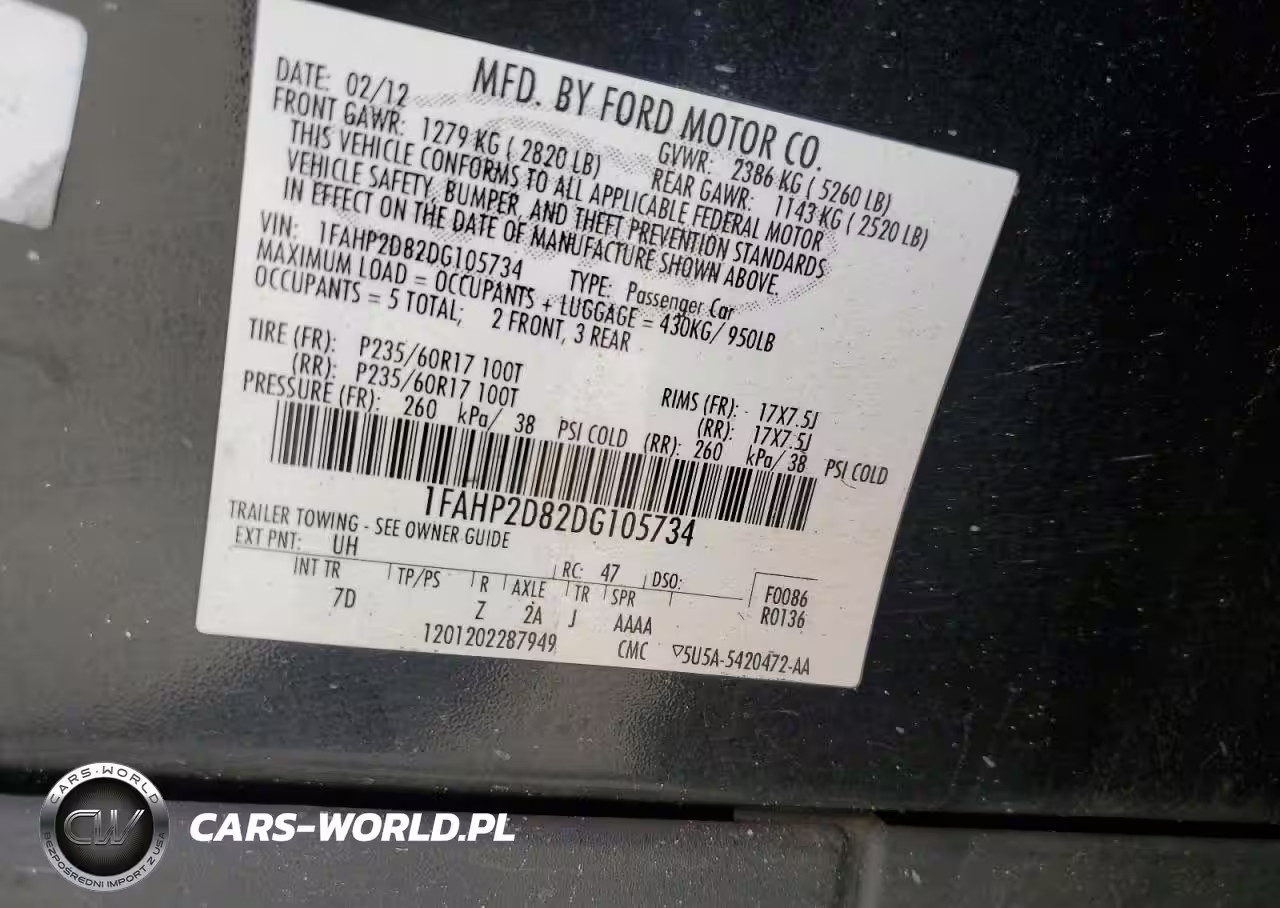 MFD. BY FORD MOTOR CO.
DATE: 02/12 GVWR: 2386 KG ( 5260 LB)
FRONT GAWR: 1279 KG ( 2820 LB) REAR GAWR: 1143 KG ( 2520 LB)
THIS VEHICLE CONFORMS TO ALL APPLICABLE FEDERAL MOTOR
VEHICLE SAFETY, BUMPER, AND THEFT PREVENTION STANDARDS
IN EFFECT ON THE DATE OF MANUFACTURE SHOWN ABOVE.
VIN: 1FAHP2D82DG105734 TYPE: Passenger Car
MAXIMUM LOAD = OCCUPANTS + LUGGAGE = 430KG/ 950LB
OCCUPANTS = 5 TOTAL; 2 FRONT, 3 REAR
TIRE (FR): P235/60R17 100T RIMS (FR): - 17X7.5J
(RR): P235/60R17 100T (RR): 17X7.5J
PRESSURE (FR): 260 kPa/ 38 PSI COLD (RR): 260 kPa/ 38 PSI COLD
1FAHP2D82DG105734
TRAILER TOWING - SEE OWNER GUIDE
EXT PNT: UH RC: 47 DSO:
INT TR TP/PS R AXLE TR SPR F0086
7D Z 2A J AAAA R0136
1201202287949 CMC ▽5U5A-5420472-AA
CARS-WORLD
CW
BEZPOŚREDNI IMPORT Z USA
CARS-WORLD.PL